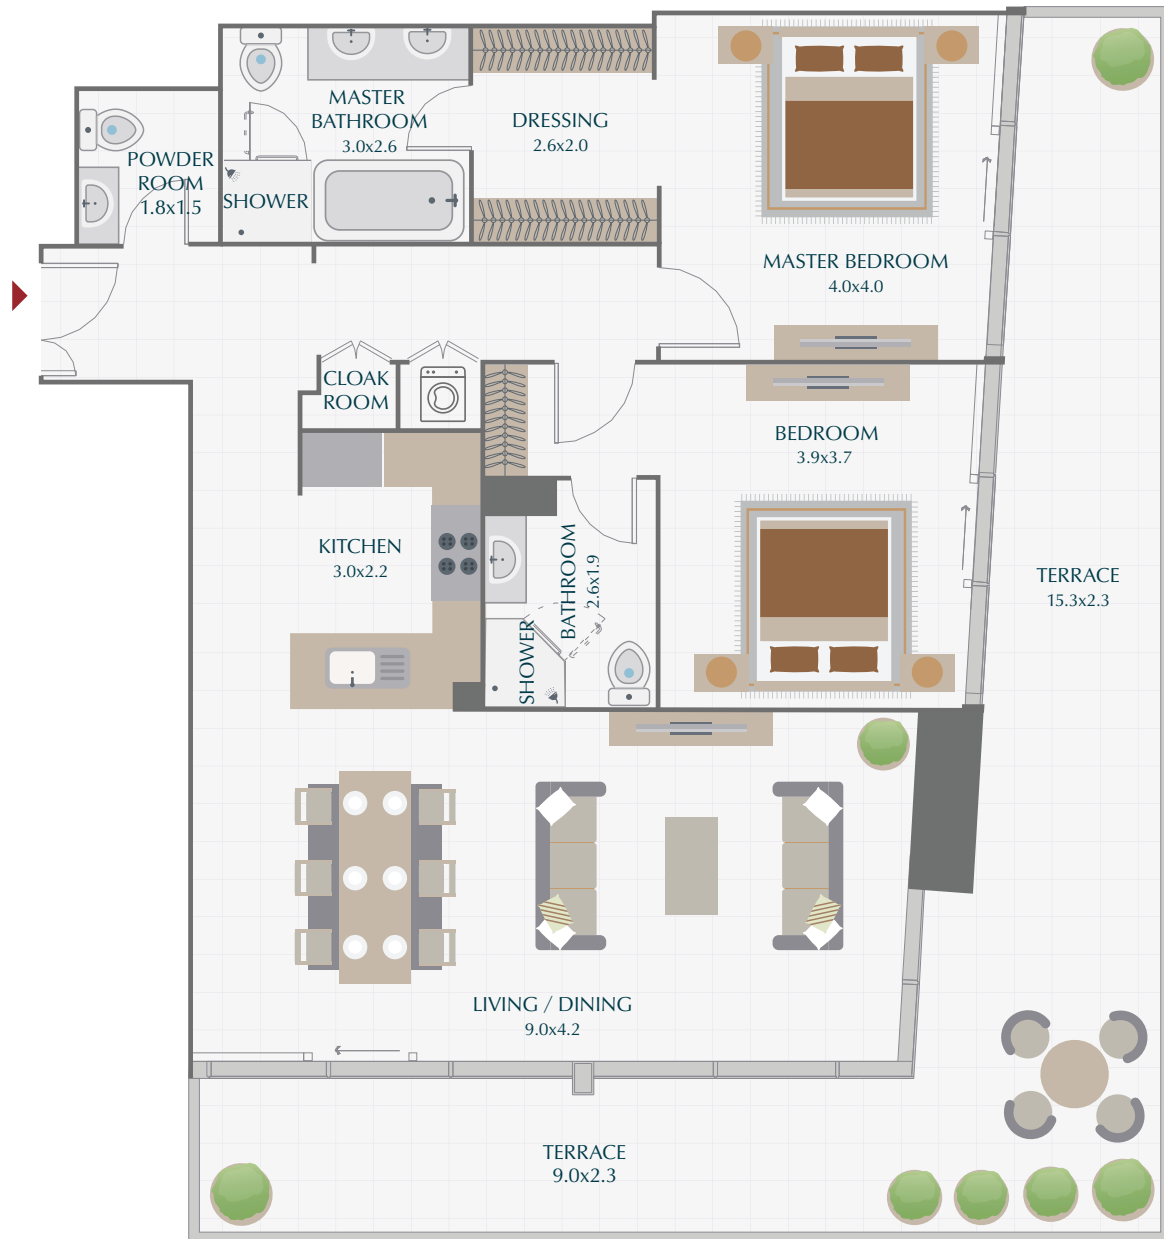 MASTER
BATHROOM
3.0x2.6
DRESSING
2.6x2.0
POWDER
ROOM
1.8x1.5
SHOWER
MASTER BEDROOM
4.0x4.0
CLOAK
ROOM
BEDROOM
3.9x3.7
KITCHEN
3.0x2.2
BATHROOM
2.6x1.9
SHOWER
TERRACE
15.3x2.3
LIVING / DINING
9.0x4.2
TERRACE
9.0x2.3